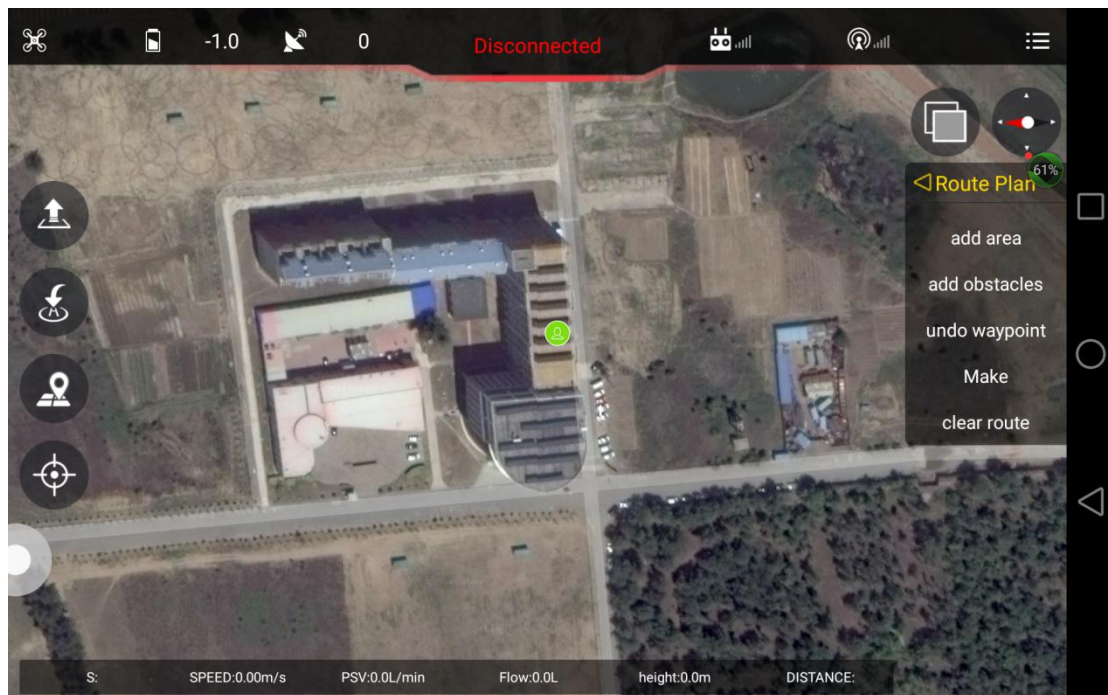 -1.0
0
Disconnected
61%
Route Plan
add area
add obstacles
undo waypoint
Make
clear route
S:
SPEED:0.00m/s
PSV:0.0L/min
Flow:0.0L
height:0.0m
DISTANCE: